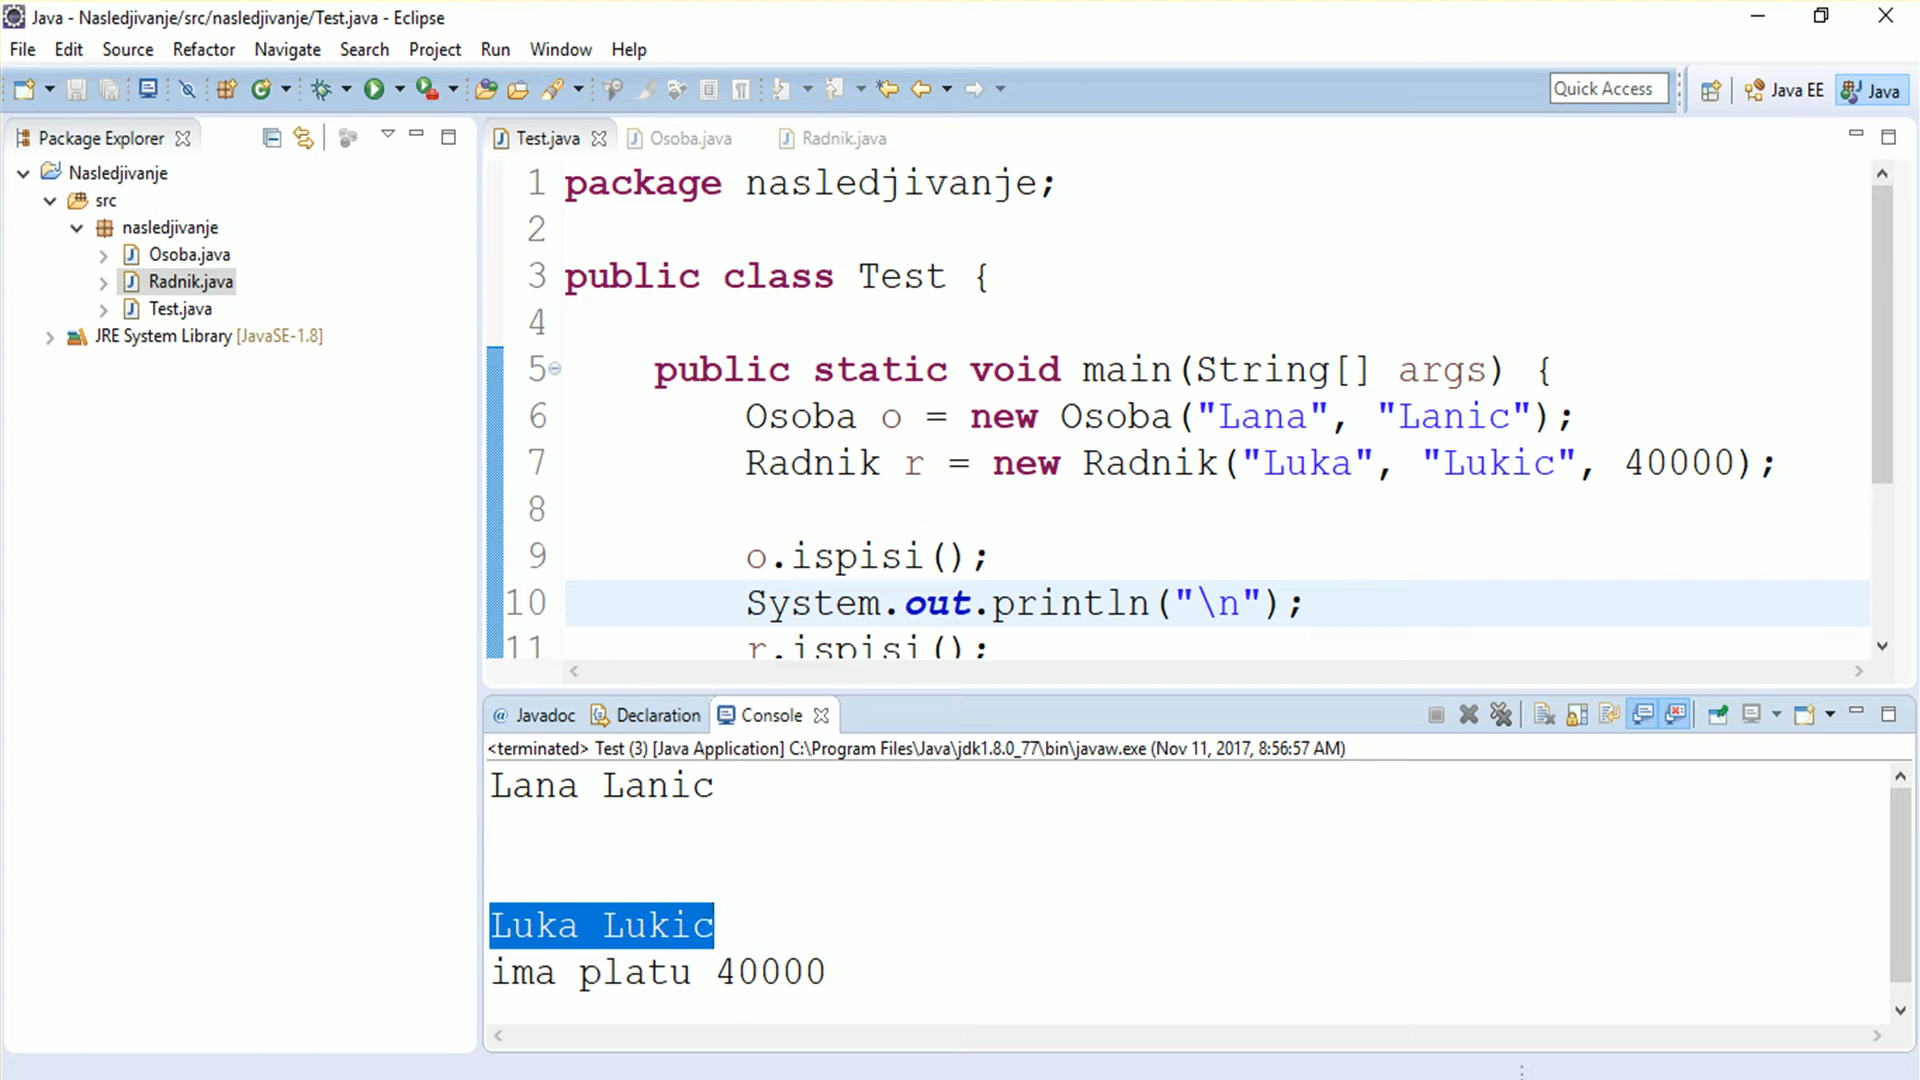 Java - Nasledjivanje/src/nasledjivanje/Test.java - Eclipse
File Edit Source Refactor Navigate Search Project Run Window Help
Quick Access Java EE Java
Package Explorer
Nasledjivanje
src
nasledjivanje
Osoba.java
Radnik.java
Test.java
JRE System Library [JavaSE-1.8]
Test.java Osoba.java Radnik.java
1 package nasledjivanje;
2
3 public class Test {
4
5 public static void main(String[] args) {
6 Osoba o = new Osoba("Lana", "Lanic");
7 Radnik r = new Radnik("Luka", "Lukic", 40000);
8
9 o.ispisi();
10 System.out.println("\n");
11 r.ispisi();
@ Javadoc Declaration Console
<terminated> Test (3) [Java Application] C:\Program Files\Java\jdk1.8.0_77\bin\javaw.exe (Nov 11, 2017, 8:56:57 AM)
Lana Lanic
Luka Lukic
ima platu 40000